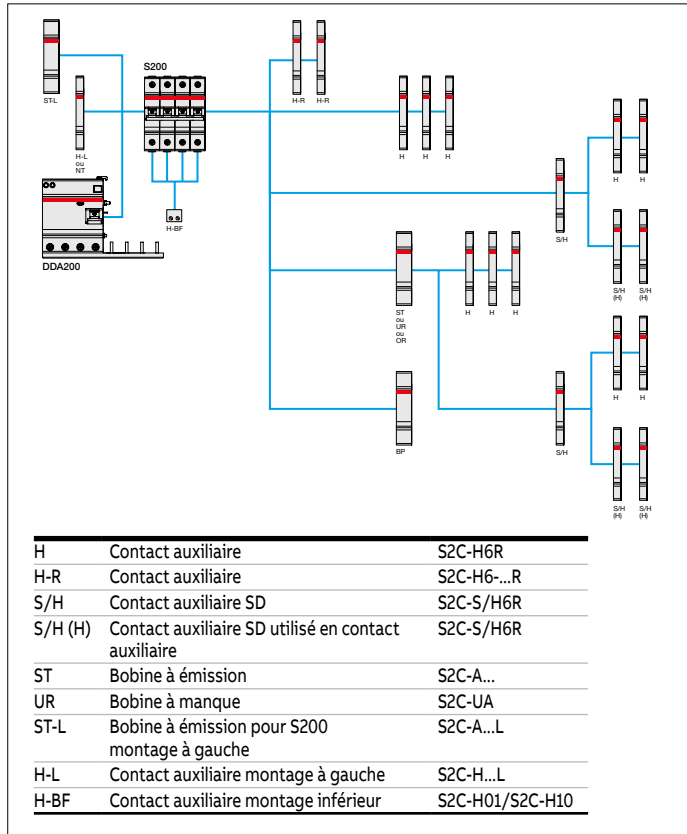 S200
ST-L
H-R H-R
H-L
ou
NT
H H H
H H
H-BF
S/H
DDA200
S/H
(H)
S/H
(H)
ST
ou
UR
ou
OR
H H H
H H
BP
S/H
S/H
(H)
S/H
(H)
H Contact auxiliaire S2C-H6R
H-R Contact auxiliaire S2C-H6-...R
S/H Contact auxiliaire SD S2C-S/H6R
S/H (H) Contact auxiliaire SD utilisé en contact S2C-S/H6R
auxiliaire
ST Bobine à émission S2C-A...
UR Bobine à manque S2C-UA
ST-L Bobine à émission pour S200 S2C-A...L
montage à gauche
H-L Contact auxiliaire montage à gauche S2C-H...L
H-BF Contact auxiliaire montage inférieur S2C-H01/S2C-H10